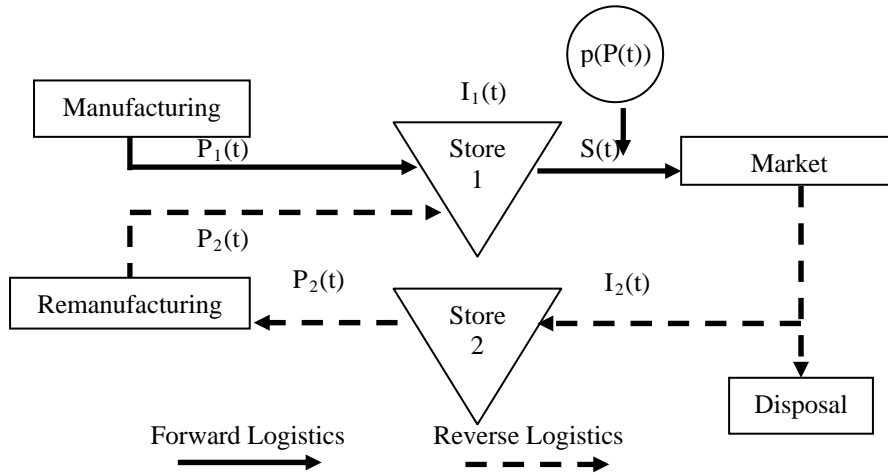 p(P(t))
Manufacturing
I₁(t)
P₁(t)
Store
1
S(t)
Market
P₂(t)
Remanufacturing
P₂(t)
Store
2
I₂(t)
Disposal
Forward Logistics
Reverse Logistics